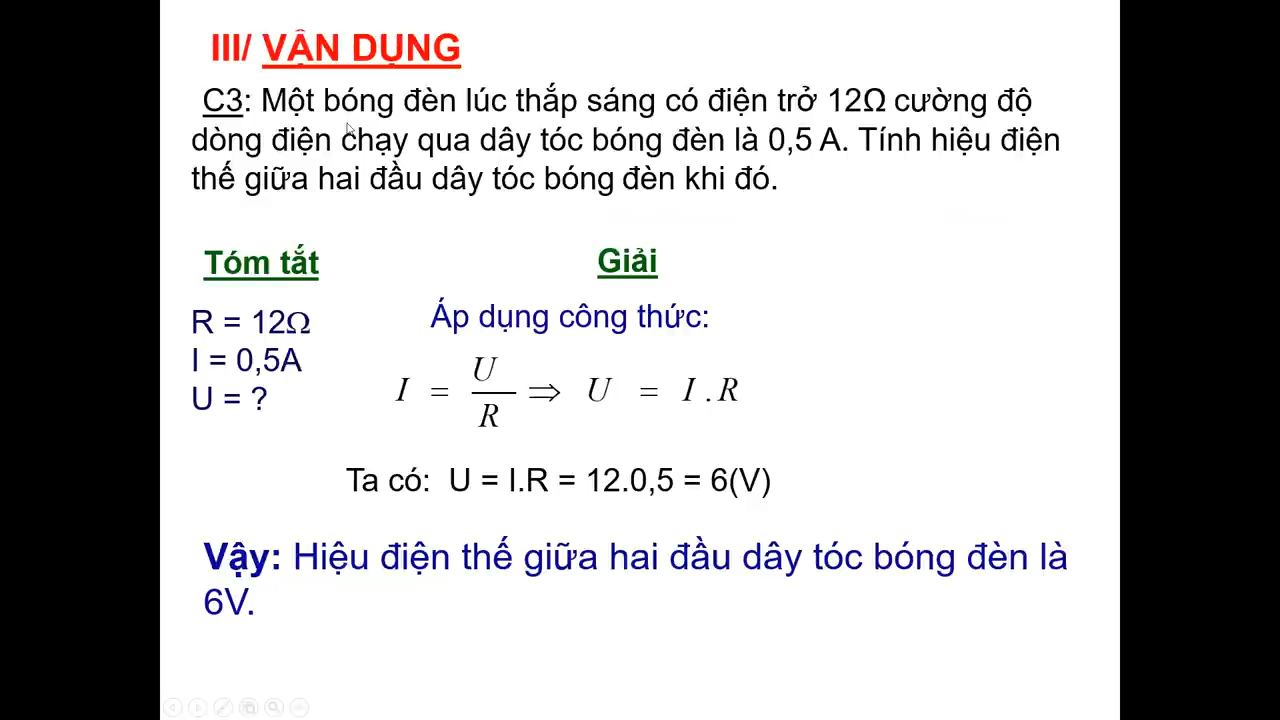 III/ VẬN DỤNG
C3: Một bóng đèn lúc thắp sáng có điện trở 12Ω cường độ
dòng điện chạy qua dây tóc bóng đèn là 0,5 A. Tính hiệu điện
thế giữa hai đầu dây tóc bóng đèn khi đó.
Tóm tắt
Giải
R = 12Ω
I = 0,5A
U = ?
Áp dụng công thức:
I = U/R ⇒ U = I . R
Ta có: U = I.R = 12.0,5 = 6(V)
Vậy: Hiệu điện thế giữa hai đầu dây tóc bóng đèn là
6V.